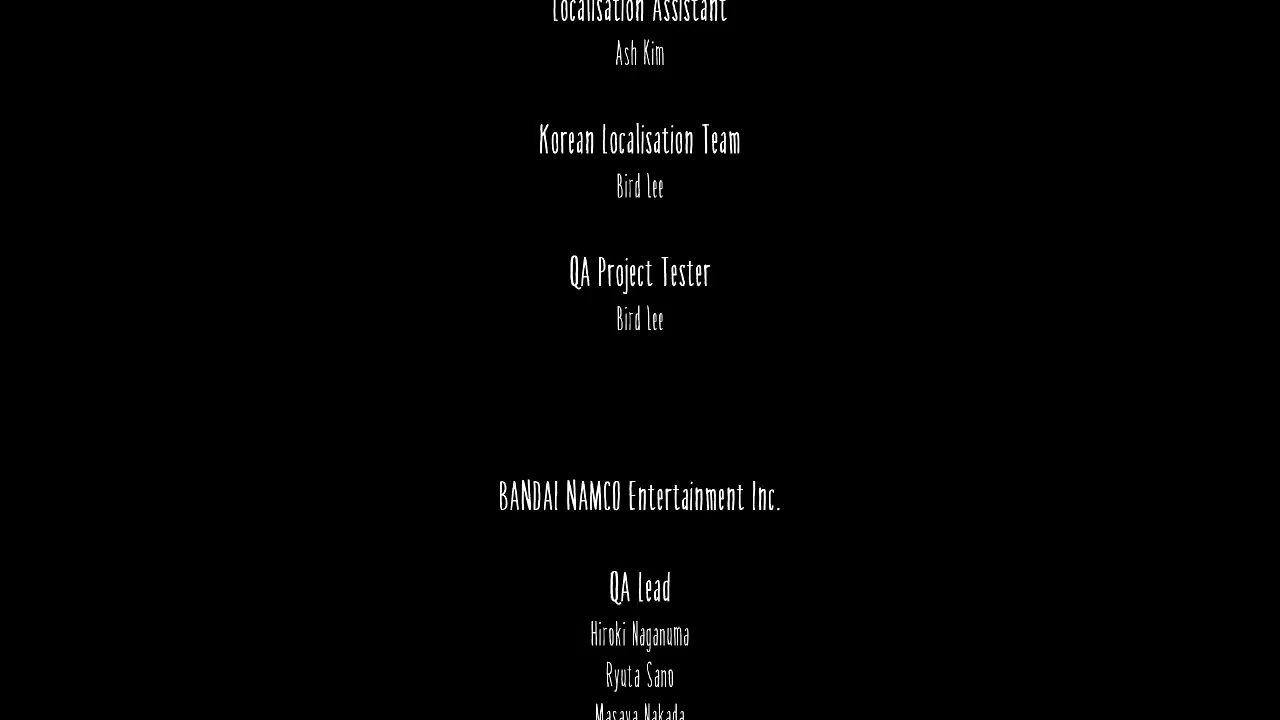 Localisation Assistant
Ash Kim
Korean Localisation Team
Bird Lee
QA Project Tester
Bird Lee
BANDAI NAMCO Entertainment Inc.
QA Lead
Hiroki Naganuma
Ryuta Sano
Masaya Nakada